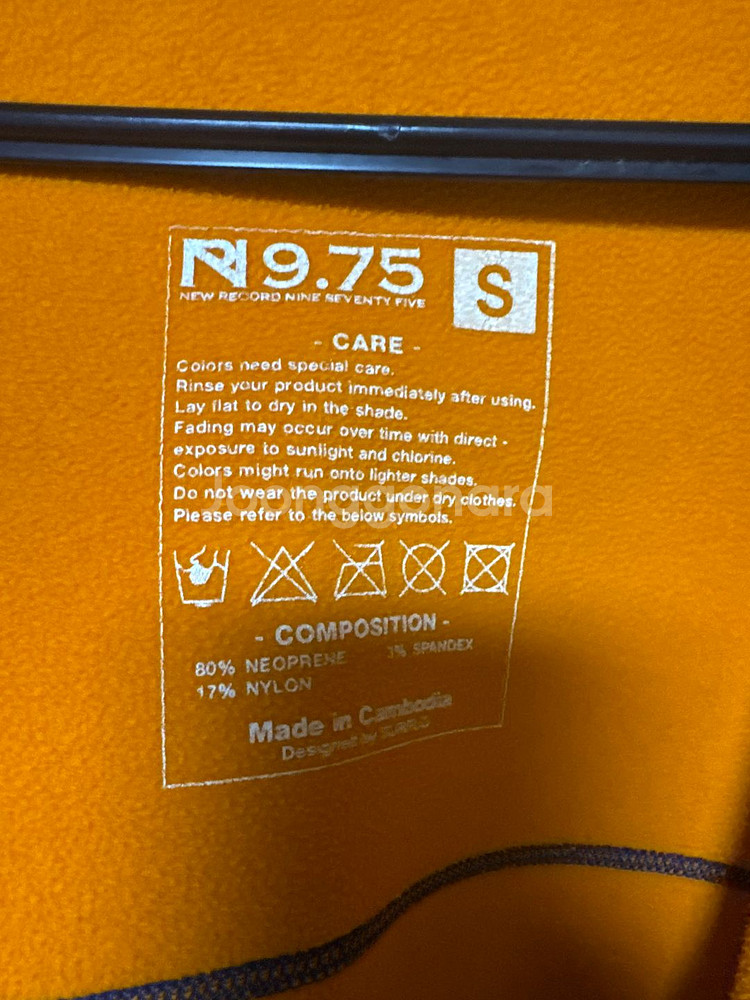 N 9.75 S
NEW RECORD NINE SEVENTY FIVE
- CARE -
Colors need special care.
Rinse your product immediately after using.
Lay flat to dry in the shade.
Fading may occur over time with direct -
exposure to sunlight and chlorine.
Colors might run onto lighter shades.
Do not wear the product under dry clothes.
Joonggonara
Please refer to the below symbols.
- COMPOSITION -
80% NEOPRENE 3% SPANDEX
17% NYLON
Made in Cambodia
Designed by